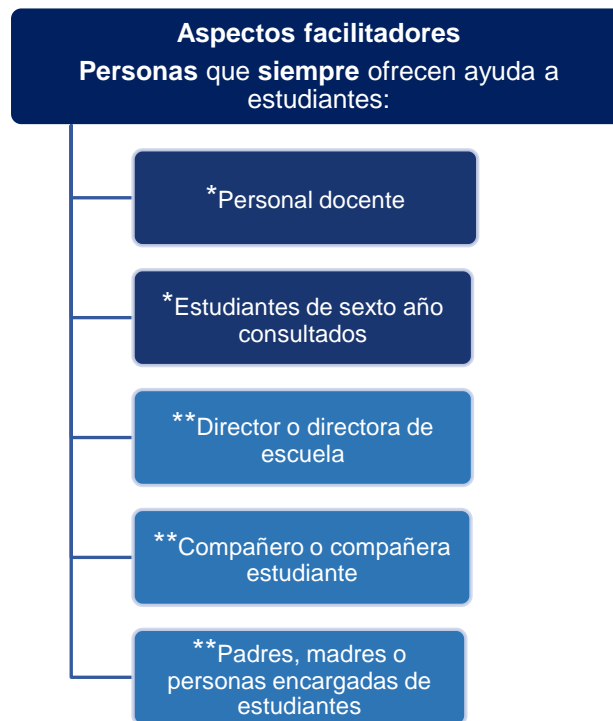 Aspectos facilitadores
Personas que siempre ofrecen ayuda a
estudiantes:
*Personal docente
*Estudiantes de sexto año
consultados
**Director o directora de
escuela
**Compañero o compañera
estudiante
**Padres, madres o
personas encargadas de
estudiantes